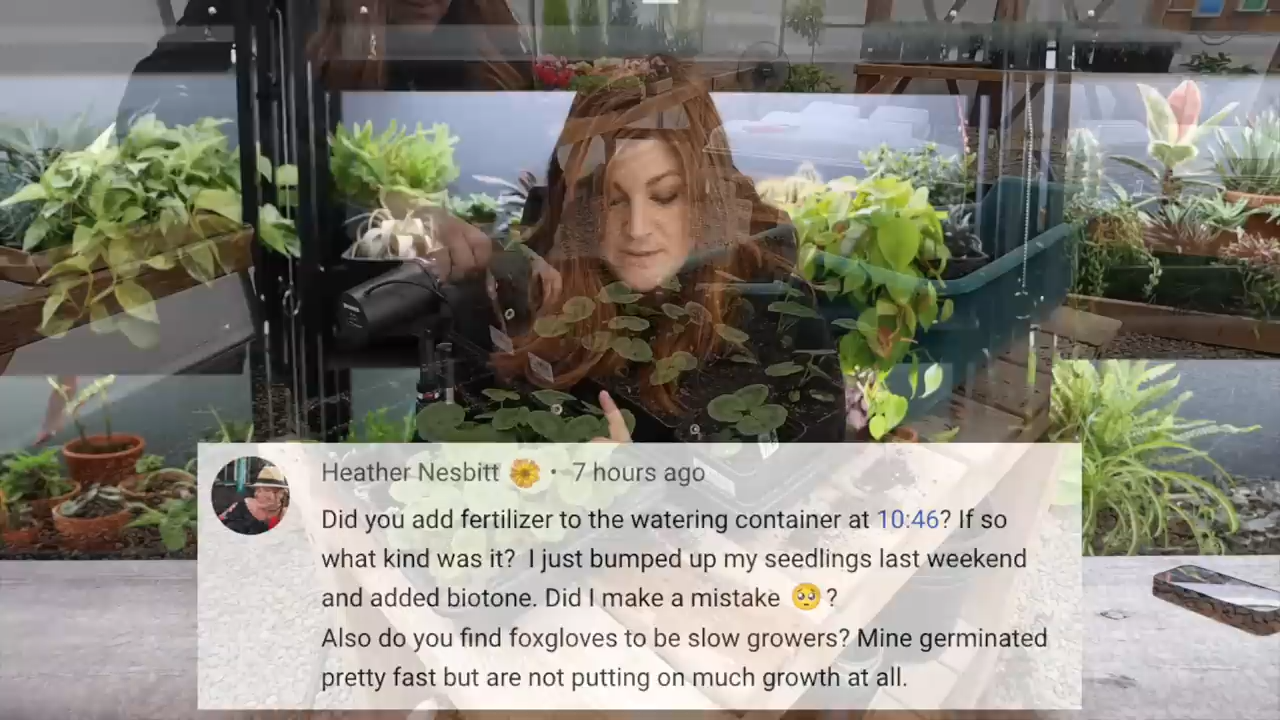 Heather Nesbitt 🌼 • 7 hours ago
Did you add fertilizer to the watering container at 10:46? If so
what kind was it? I just bumped up my seedlings last weekend
and added biotone. Did I make a mistake 🥺?
Also do you find foxgloves to be slow growers? Mine germinated
pretty fast but are not putting on much growth at all.